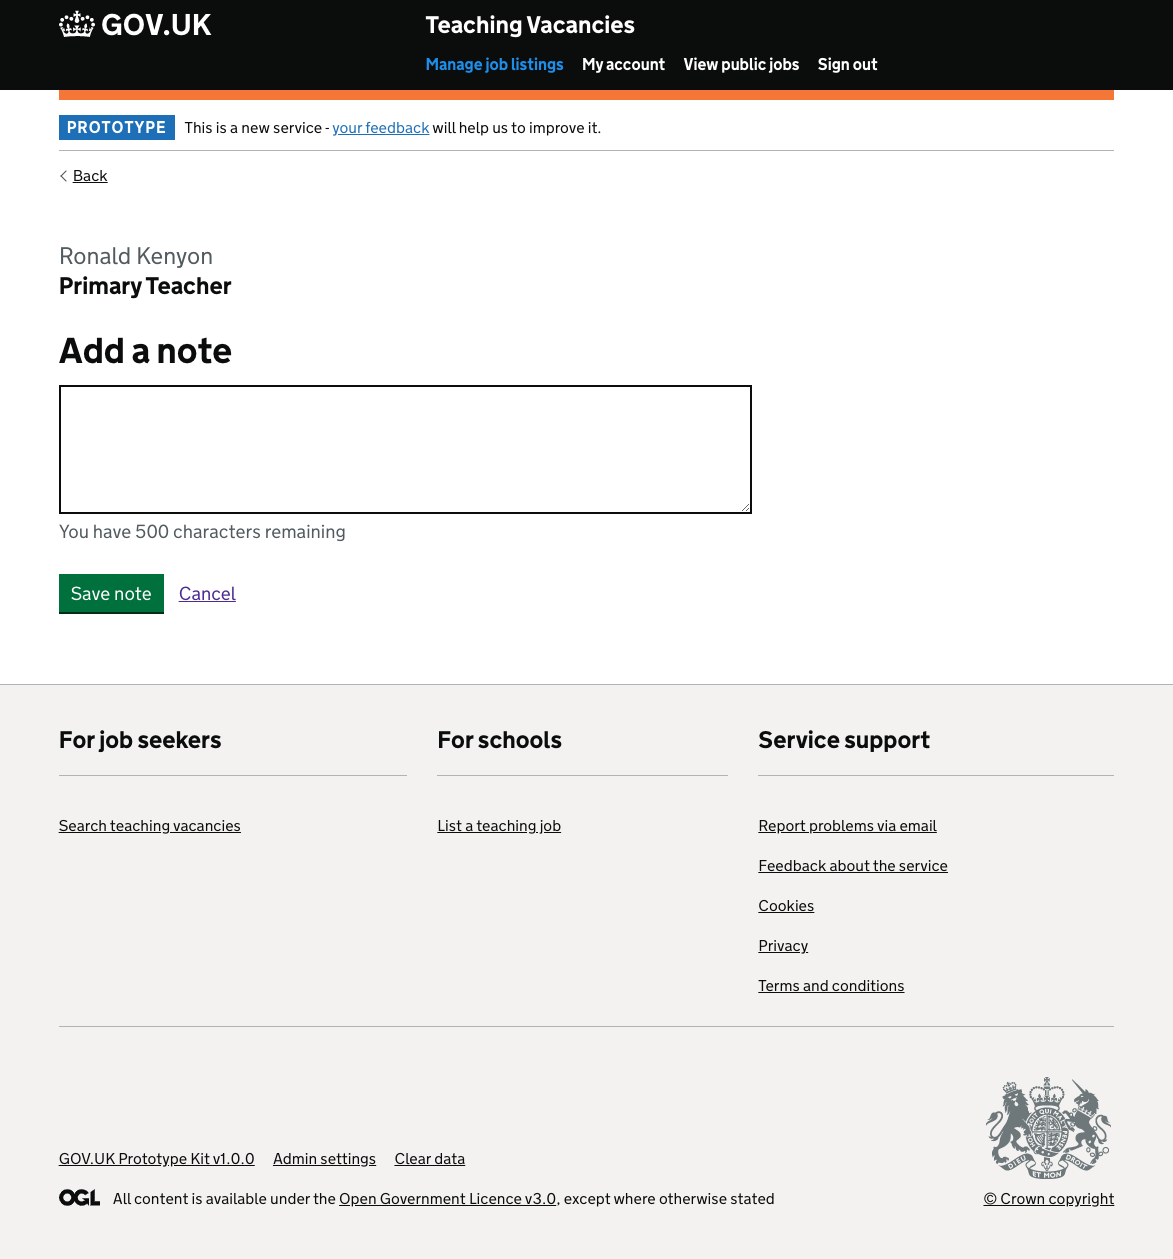 GOV.UK
Teaching Vacancies
Manage job listings My account View public jobs Sign out
PROTOTYPE This is a new service - your feedback will help us to improve it.
Back
Ronald Kenyon
Primary Teacher
Add a note
You have 500 characters remaining
Save note Cancel
For job seekers
Search teaching vacancies
For schools
List a teaching job
Service support
Report problems via email
Feedback about the service
Cookies
Privacy
Terms and conditions
GOV.UK Prototype Kit v1.0.0 Admin settings Clear data
OGL All content is available under the Open Government Licence v3.0, except where otherwise stated
DIEU ET MON DROIT
© Crown copyright